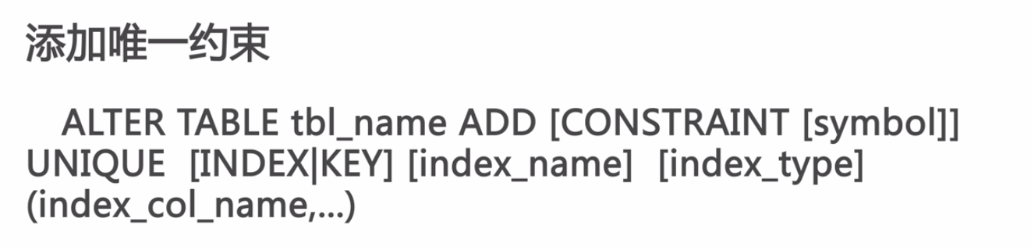 添加唯一约束
ALTER TABLE tbl_name ADD [CONSTRAINT [symbol]]
UNIQUE [INDEX|KEY] [index_name] [index_type]
(index_col_name,...)